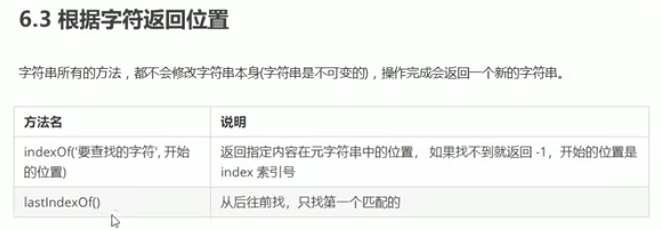 6.3 根据字符返回位置
字符串所有的方法，都不会修改字符串本身(字符串是不可变的)，操作完成会返回一个新的字符串。
方法名
说明
indexOf('要查找的字符', 开始
的位置)
返回指定内容在元字符串中的位置， 如果找不到就返回 -1，开始的位置是
index 索引号
lastIndexOf()
从后往前找，只找第一个匹配的